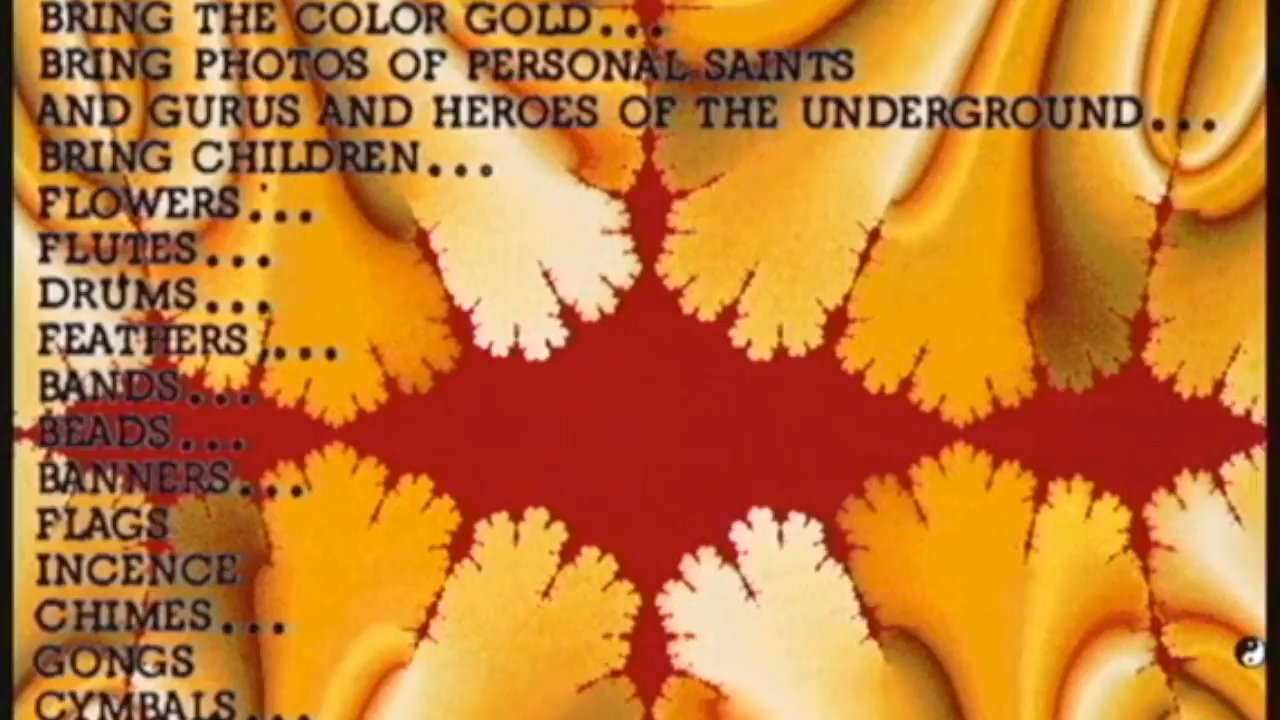 BRING THE COLOR GOLD...
BRING PHOTOS OF PERSONAL SAINTS
AND GURUS AND HEROES OF THE UNDERGROUND...
BRING CHILDREN...
FLOWERS...
FLUTES...
DRUMS...
FEATHERS....
BANDS...
BEADS...
BANNERS...
FLAGS
INCENCE
CHIMES...
GONGS
CYMBALS...